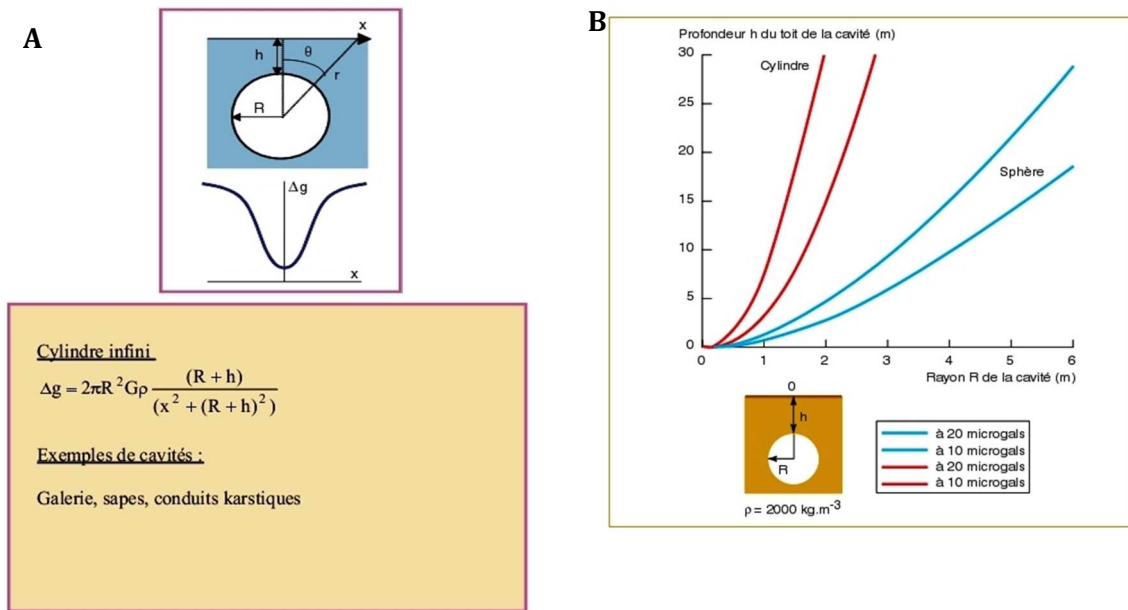 A
x
h
θ
r
R
Δg
x
Cylindre infini
Δg = 2πR²Gρ (R + h) / (x² + (R + h)²)
Exemples de cavités :
Galerie, sapes, conduits karstiques
B
Profondeur h du toit de la cavité (m)
30
Cylindre
25
20
Sphère
15
10
5
0
0 1 2 3 4 5 6
Rayon R de la cavité (m)
0
h
R
ρ = 2000 kg.m⁻³
à 20 microgals
à 10 microgals
à 20 microgals
à 10 microgals